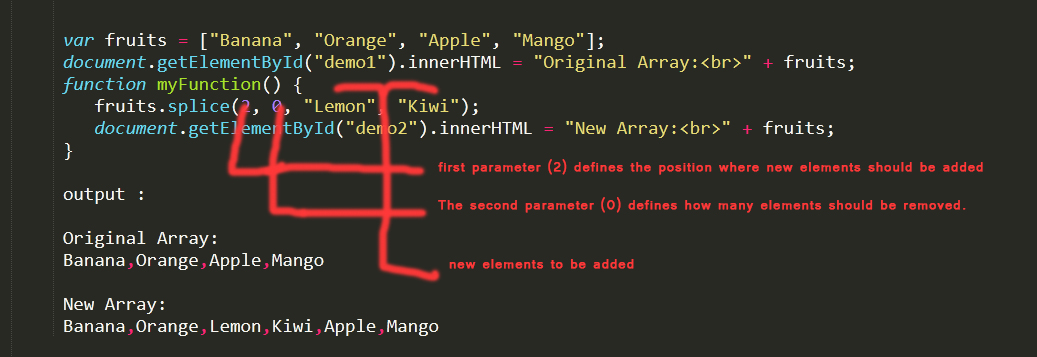 var fruits = ["Banana", "Orange", "Apple", "Mango"];
document.getElementById("demo1").innerHTML = "Original Array:<br>" + fruits;
function myFunction() {
fruits.splice(2, 0, "Lemon", "Kiwi");
document.getElementById("demo2").innerHTML = "New Array:<br>" + fruits;
}
first parameter (2) defines the position where new elements should be added
output :
The second parameter (0) defines how many elements should be removed.
Original Array:
Banana,Orange,Apple,Mango
new elements to be added
New Array:
Banana,Orange,Lemon,Kiwi,Apple,Mango